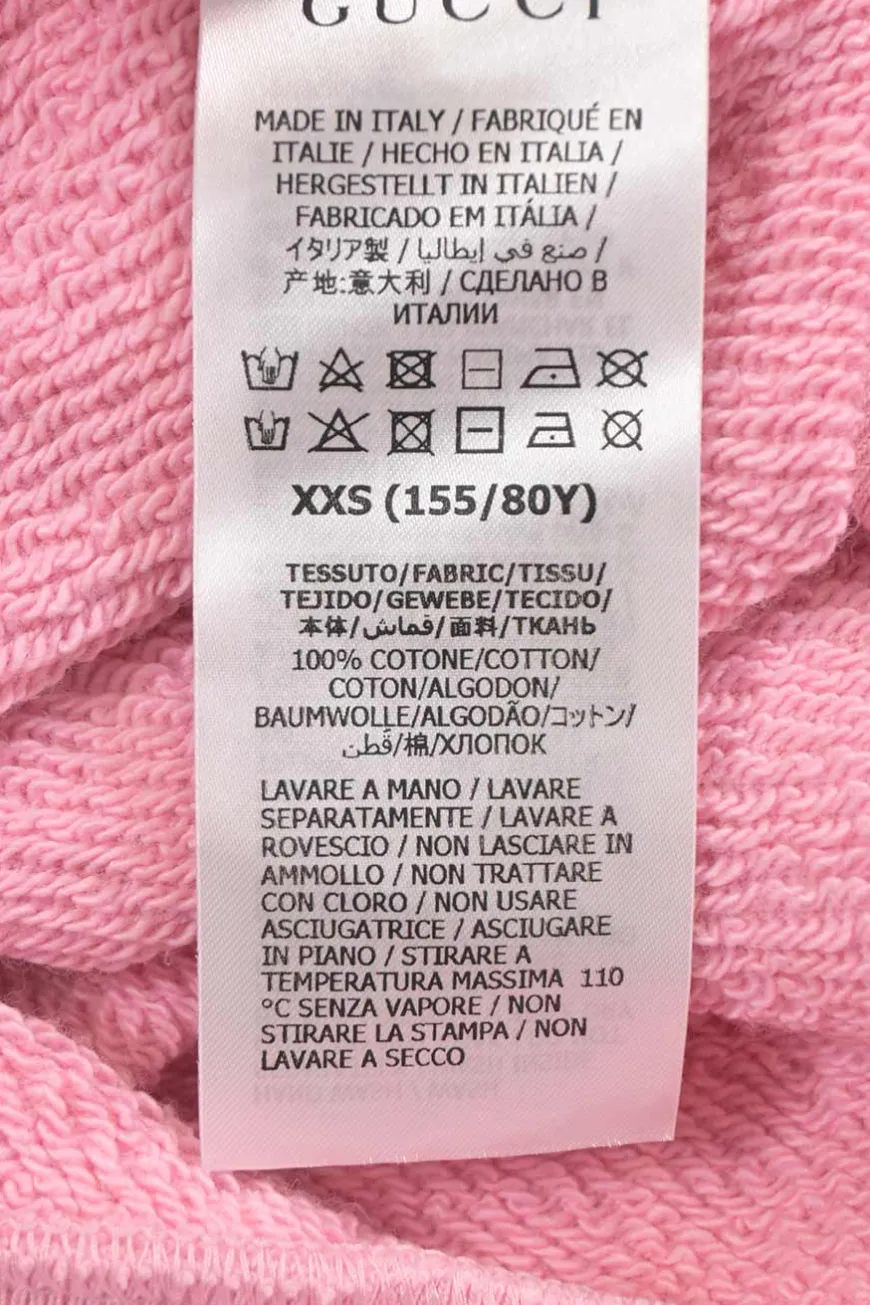 GUCCI
MADE IN ITALY / FABRIQUÉ EN
ITALIE / HECHO EN ITALIA /
HERGESTELLT IN ITALIEN /
FABRICADO EM ITÁLIA /
イタリア製 / صنع في إيطاليا /
产地:意大利 / СДЕЛАНО В
ИТАЛИИ
XXS (155/80Y)
TESSUTO/FABRIC/TISSU/
TEJIDO/GEWEBE/TECIDO/
本体/قماش/面料/ТКАНЬ
100% COTONE/COTTON/
COTON/ALGODON/
BAUMWOLLE/ALGODÃO/コットン/
قُطن/棉/ХЛОПОК
LAVARE A MANO / LAVARE
SEPARATAMENTE / LAVARE A
ROVESCIO / NON LASCIARE IN
AMMOLLO / NON TRATTARE
CON CLORO / NON USARE
ASCIUGATRICE / ASCIUGARE
IN PIANO / STIRARE A
TEMPERATURA MASSIMA 110
°C SENZA VAPORE / NON
STIRARE LA STAMPA / NON
LAVARE A SECCO